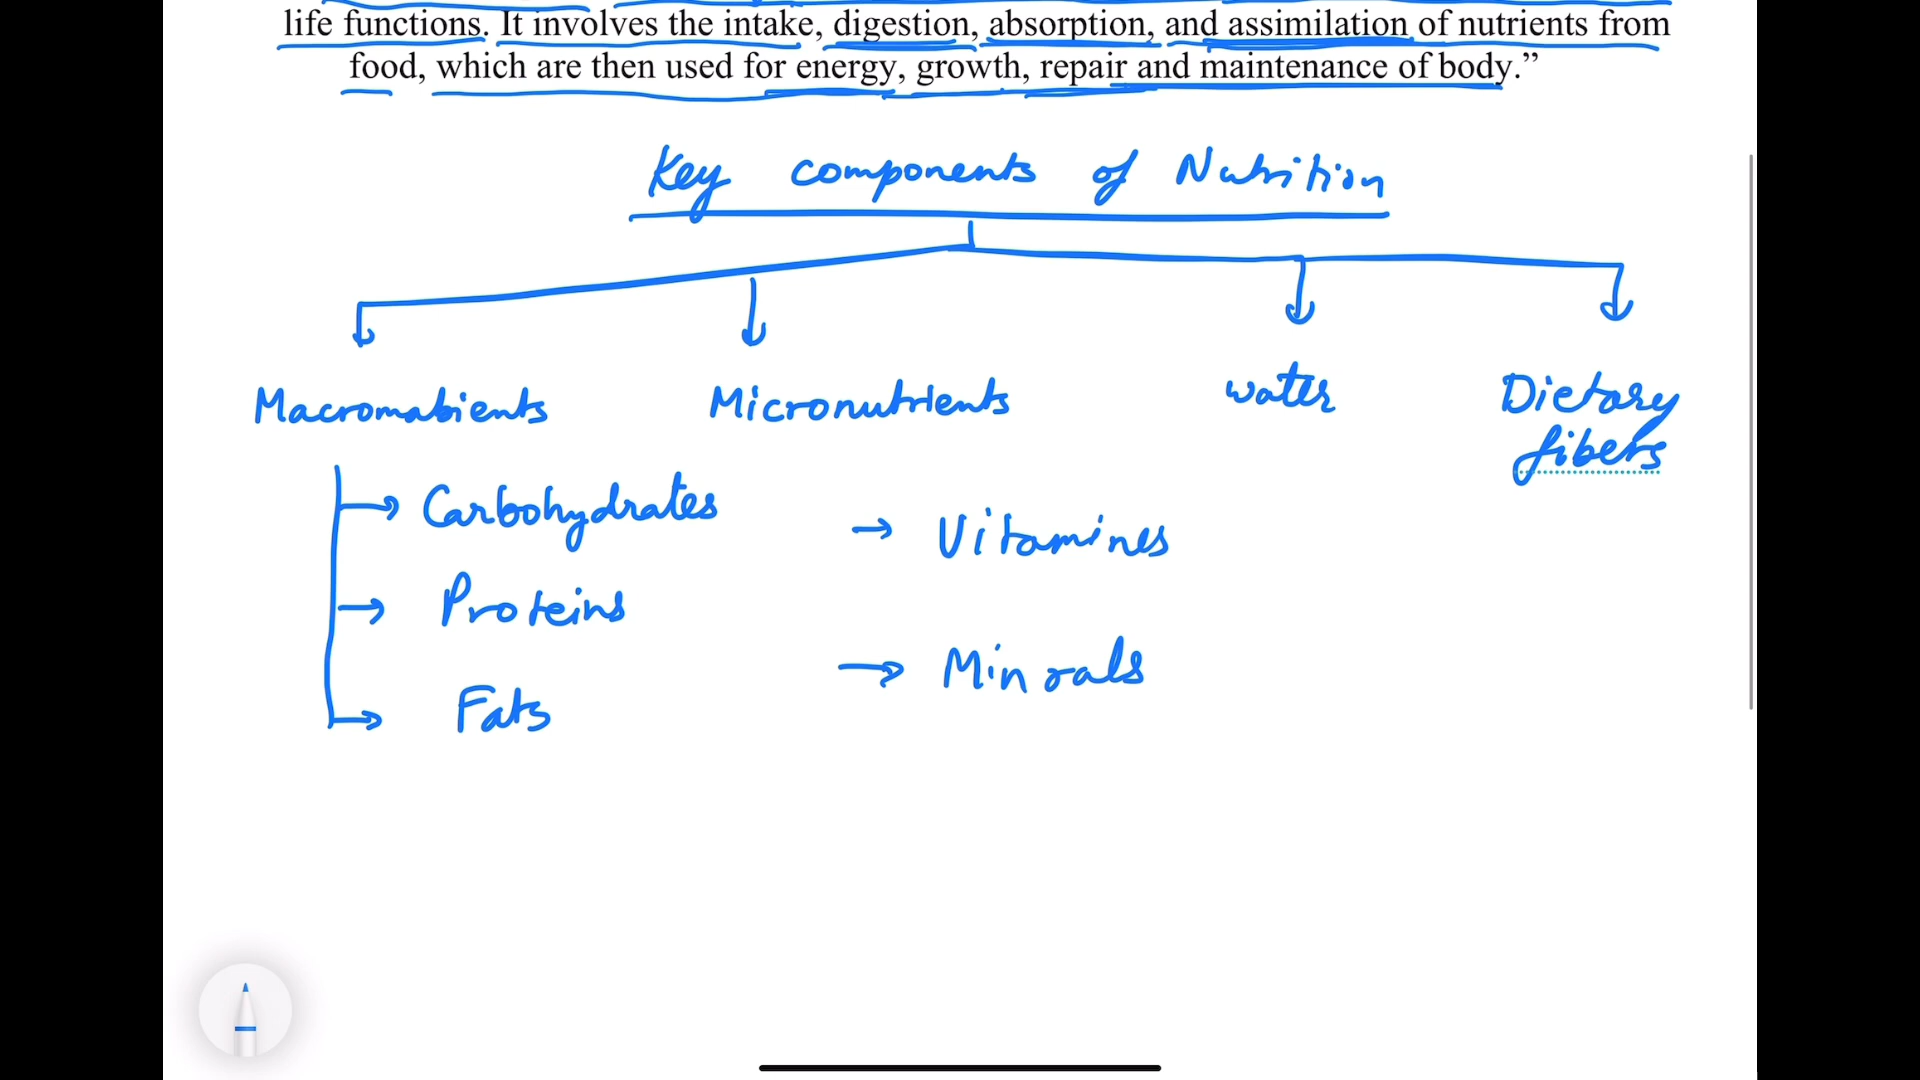 life functions. It involves the intake, digestion, absorption, and assimilation of nutrients from
food, which are then used for energy, growth, repair and maintenance of body.”
Key components of Nutrition
Macronutrients Micronutrients water Dietary
fibers
→ Carbohydrates
→ Vitamines
→ Proteins
→ Minrals
→ Fats